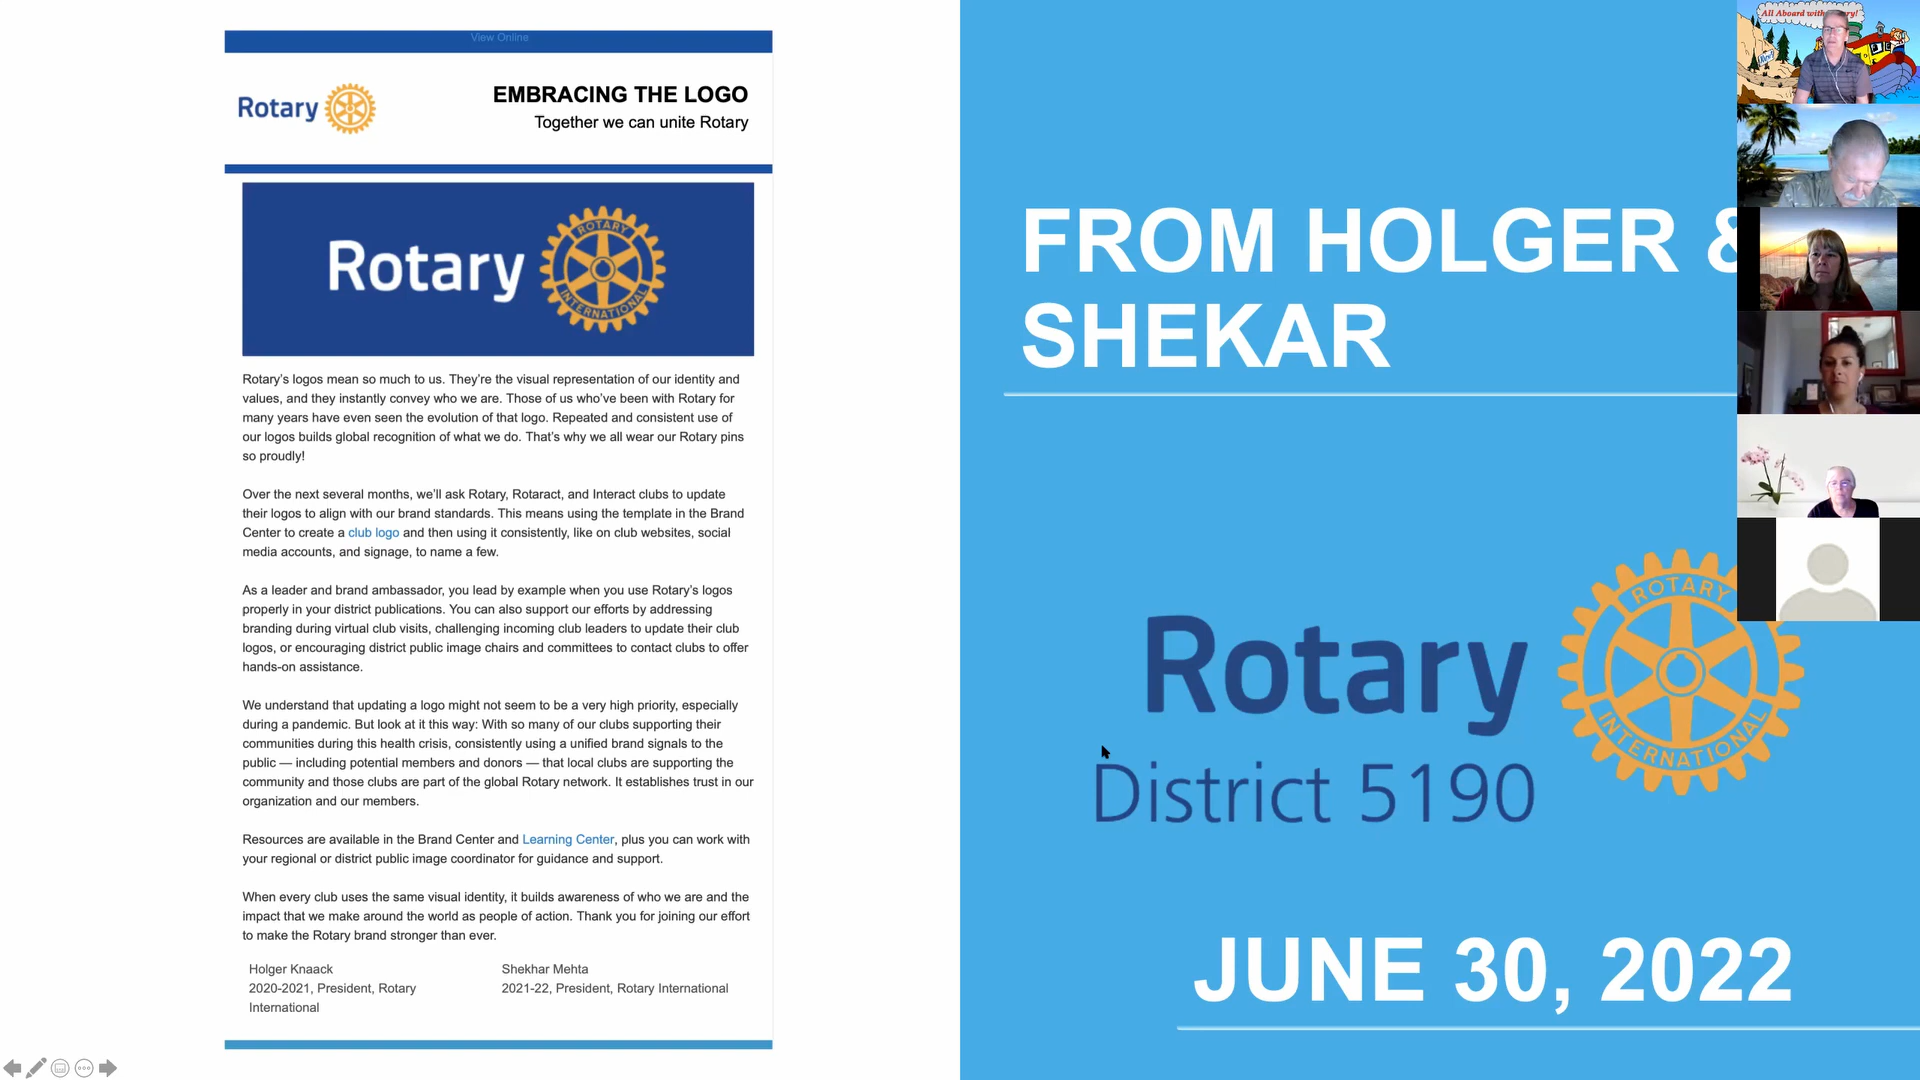 View Online
Rotary
EMBRACING THE LOGO
Together we can unite Rotary
Rotary
ROTARY
INTERNATIONAL
Rotary’s logos mean so much to us. They’re the visual representation of our identity and
values, and they instantly convey who we are. Those of us who’ve been with Rotary for
many years have even seen the evolution of that logo. Repeated and consistent use of
our logos builds global recognition of what we do. That’s why we all wear our Rotary pins
so proudly!
Over the next several months, we’ll ask Rotary, Rotaract, and Interact clubs to update
their logos to align with our brand standards. This means using the template in the Brand
Center to create a club logo and then using it consistently, like on club websites, social
media accounts, and signage, to name a few.
As a leader and brand ambassador, you lead by example when you use Rotary’s logos
properly in your district publications. You can also support our efforts by addressing
branding during virtual club visits, challenging incoming club leaders to update their club
logos, or encouraging district public image chairs and committees to contact clubs to offer
hands-on assistance.
We understand that updating a logo might not seem to be a very high priority, especially
during a pandemic. But look at it this way: With so many of our clubs supporting their
communities during this health crisis, consistently using a unified brand signals to the
public — including potential members and donors — that local clubs are supporting the
community and those clubs are part of the global Rotary network. It establishes trust in our
organization and our members.
Resources are available in the Brand Center and Learning Center, plus you can work with
your regional or district public image coordinator for guidance and support.
When every club uses the same visual identity, it builds awareness of who we are and the
impact that we make around the world as people of action. Thank you for joining our effort
to make the Rotary brand stronger than ever.
Holger Knaack
2020-2021, President, Rotary
International
Shekhar Mehta
2021-22, President, Rotary International
FROM HOLGER &
SHEKAR
Rotary
District 5190
ROTARY
INTERNATIONAL
JUNE 30, 2022
All Aboard with